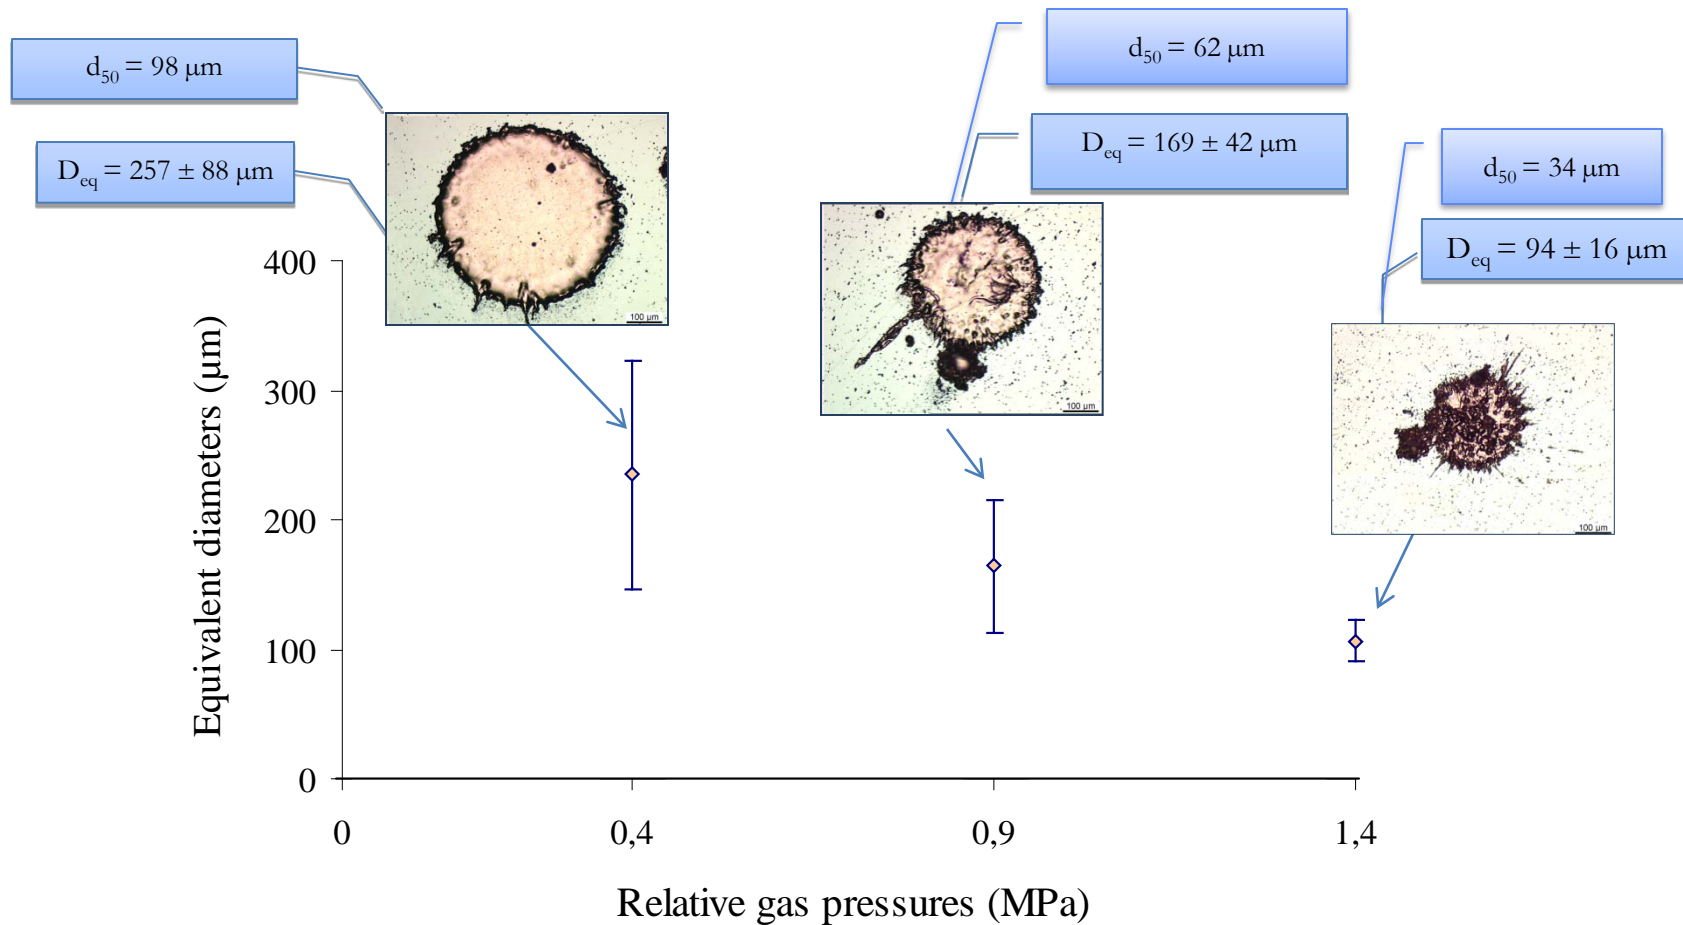 d50 = 98 µm
Deq = 257 ± 88 µm
100 µm
d50 = 62 µm
Deq = 169 ± 42 µm
100 µm
d50 = 34 µm
Deq = 94 ± 16 µm
100 µm
Equivalent diameters (µm)
400
300
200
100
0
0 0,4 0,9 1,4
Relative gas pressures (MPa)